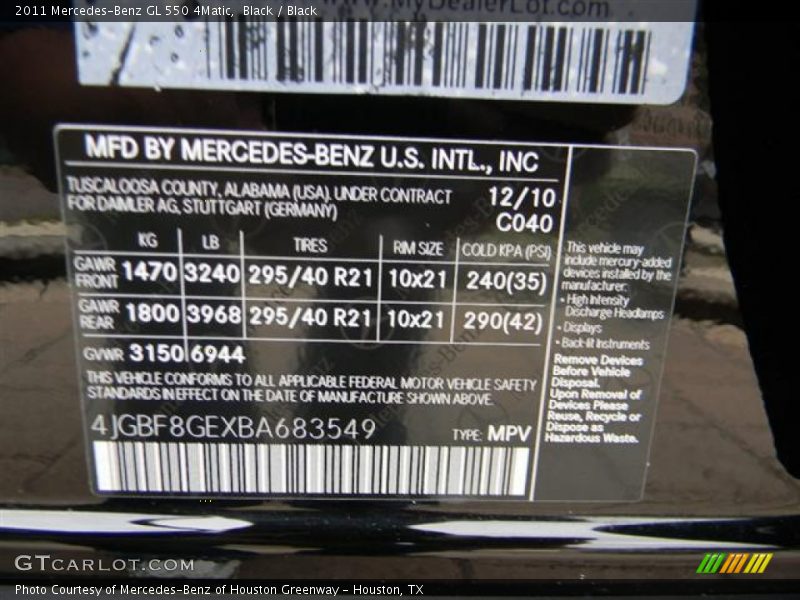 2011 Mercedes-Benz GL 550 4Matic, Black / Black
www.MyDealerLot.com
MFD BY MERCEDES-BENZ U.S. INTL., INC
TUSCALOOSA COUNTY, ALABAMA (USA), UNDER CONTRACT
FOR DAIMLER AG, STUTTGART (GERMANY)
12/10
C040
KG LB TIRES RIM SIZE COLD KPA (PSI)
GAWR FRONT 1470 3240 295/40 R21 10x21 240(35)
GAWR REAR 1800 3968 295/40 R21 10x21 290(42)
GVWR 3150 6944
THIS VEHICLE CONFORMS TO ALL APPLICABLE FEDERAL MOTOR VEHICLE SAFETY
STANDARDS IN EFFECT ON THE DATE OF MANUFACTURE SHOWN ABOVE.
4JGBF8GEXBA683549 TYPE: MPV
This vehicle may
include mercury-added
devices installed by the
manufacturer:
• High Intensity
Discharge Headlamps
• Displays
• Back-lit Instruments
Remove Devices
Before Vehicle
Disposal.
Upon Removal of
Devices Please
Reuse, Recycle or
Dispose as
Hazardous Waste.
GTCARLOT.COM
Photo Courtesy of Mercedes-Benz of Houston Greenway - Houston, TX